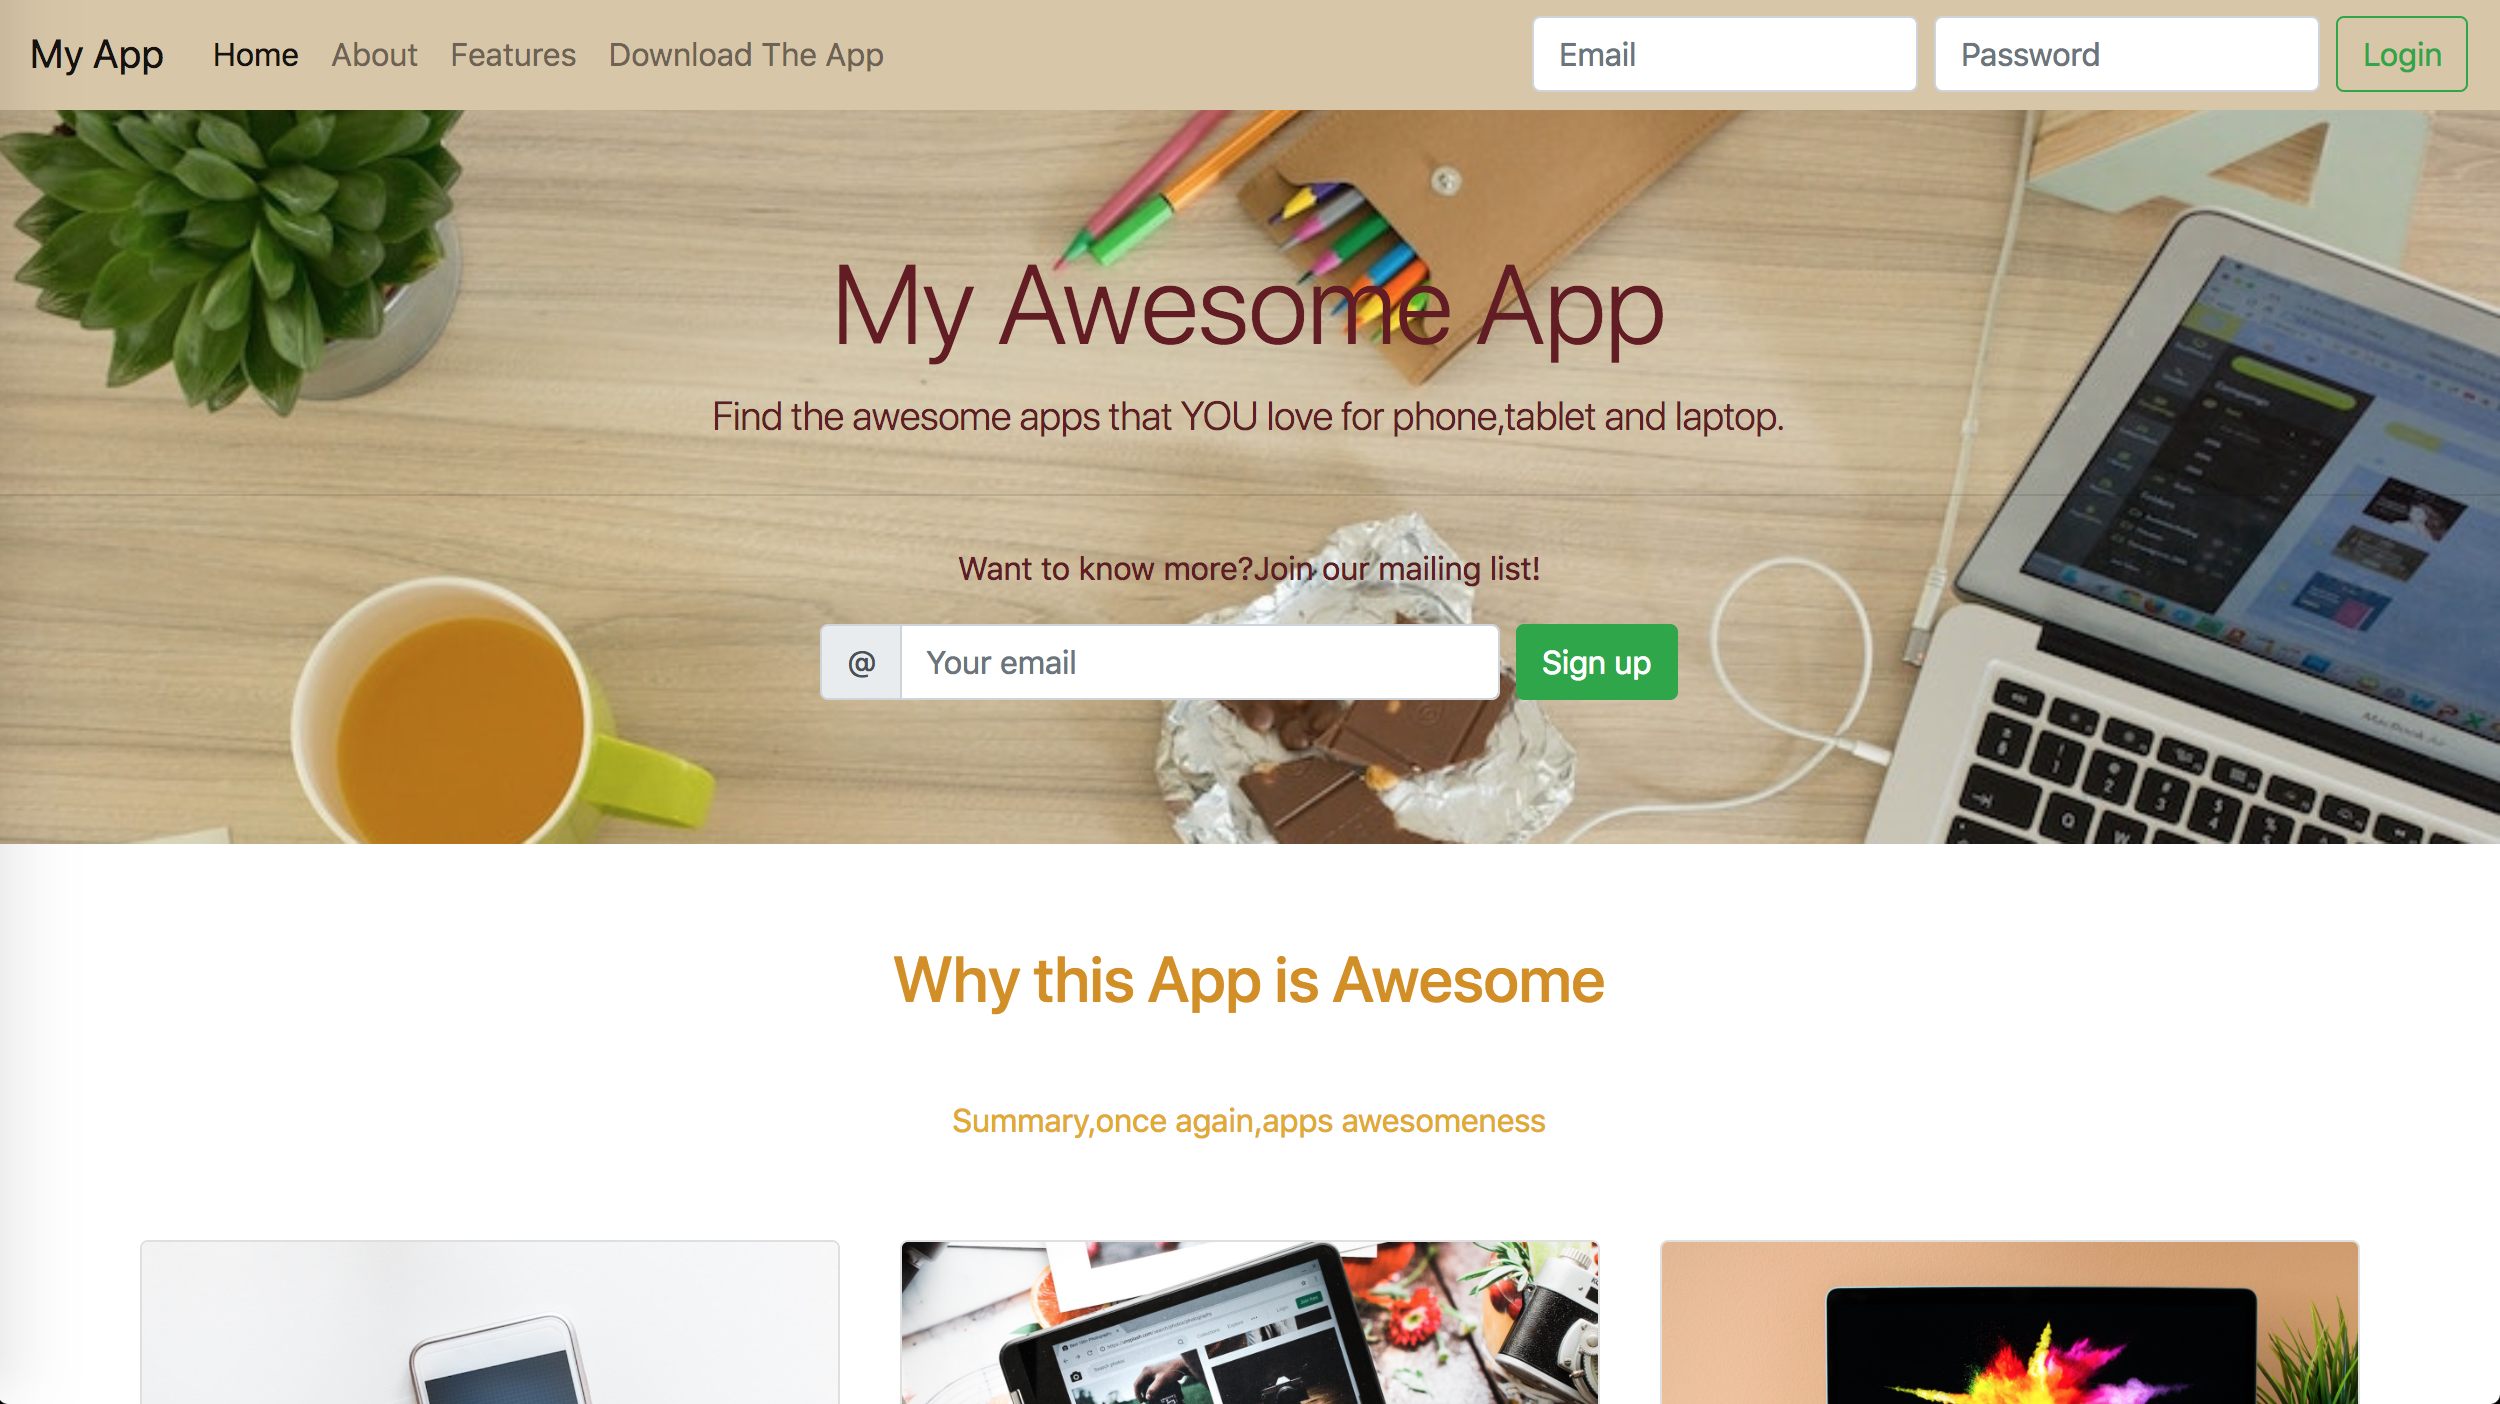 My App Home About Features Download The App Email Password Login
My Awesome App
Find the awesome apps that YOU love for phone,tablet and laptop.
Want to know more?Join our mailing list!
@ Your email Sign up
MacBook Air
Why this App is Awesome
Summary,once again,apps awesomeness